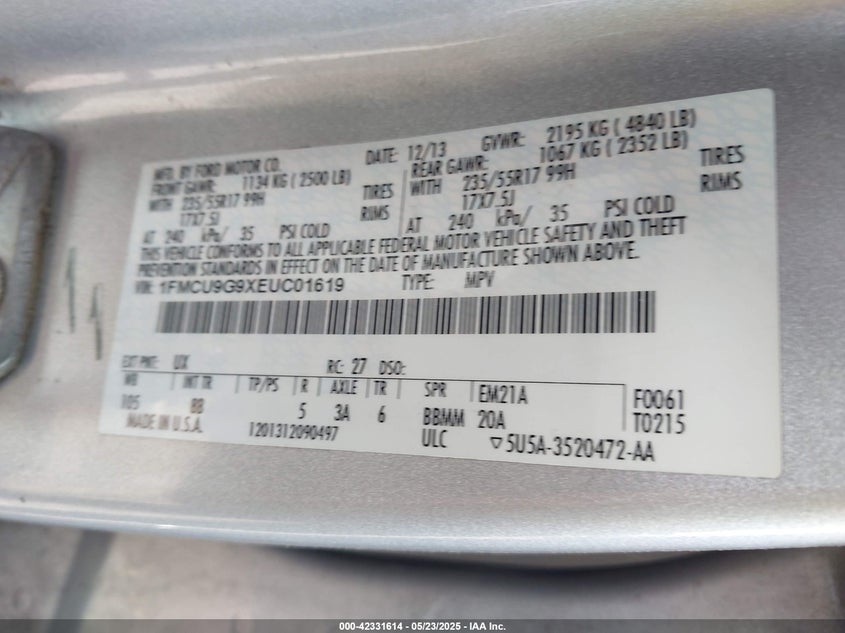 MFD. BY FORD MOTOR CO. DATE: 12/13 GVWR: 2195 KG ( 4840 LB)
FRONT GAWR: 1134 KG ( 2500 LB) REAR GAWR: 1067 KG ( 2352 LB)
WITH 235/55R17 99H TIRES WITH 235/55R17 99H TIRES
17X7.5J RIMS 17X7.5J RIMS
AT 240 kPa/ 35 PSI COLD AT 240 kPa/ 35 PSI COLD
THIS VEHICLE CONFORMS TO ALL APPLICABLE FEDERAL MOTOR VEHICLE SAFETY AND THEFT
PREVENTION STANDARDS IN EFFECT ON THE DATE OF MANUFACTURE SHOWN ABOVE.
VIN: 1FMCU9G9XEUC01619 TYPE: MPV
EXT PNT: UX RC: 27 DSO:
WB INT TR TP/PS R AXLE TR SPR EM21A F0061
105 88 5 3A 6 BBMM 20A T0215
MADE IN U.S.A. 1201312090497 ULC ▽5U5A-3520472-AA
000-42331614 | 05/23/2025 - IAA Inc.